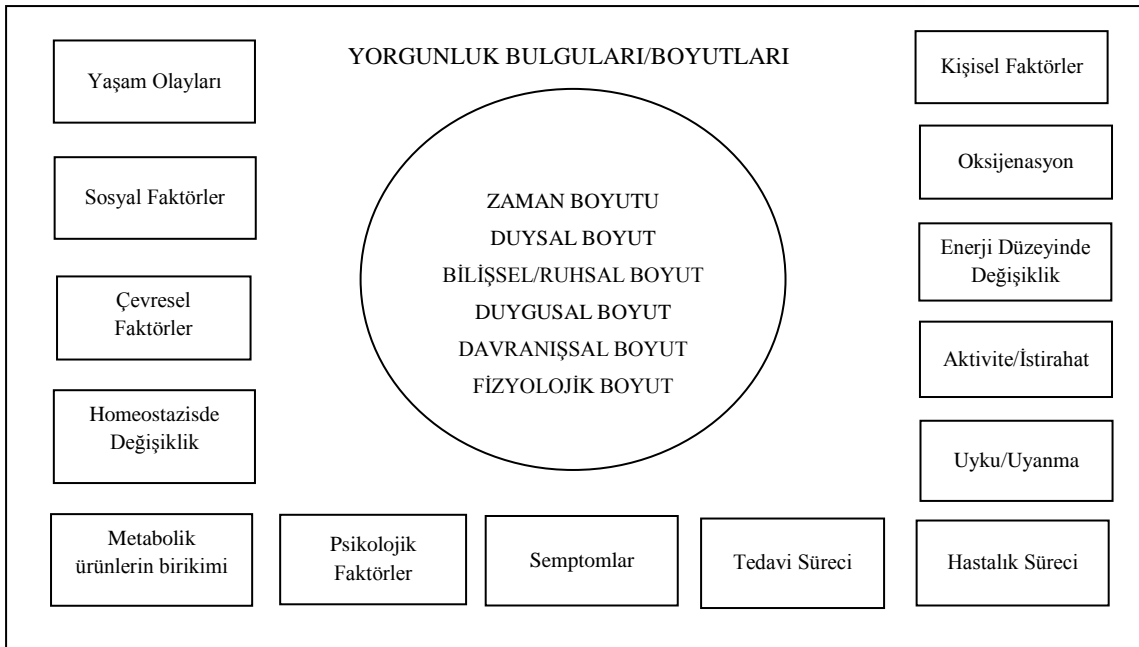 YORGUNLUK BULGULARI/BOYUTLARI
Yaşam Olayları
Sosyal Faktörler
Çevresel
Faktörler
Homeostazisde
Değişiklik
Metabolik
ürünlerin birikimi
ZAMAN BOYUTU
DUYSAL BOYUT
BİLİŞSEL/RUHSAL BOYUT
DUYGUSAL BOYUT
DAVRANIŞSAL BOYUT
FİZYOLOJİK BOYUT
Psikolojik
Faktörler
Semptomlar
Tedavi Süreci
Kişisel Faktörler
Oksijenasyon
Enerji Düzeyinde
Değişiklik
Aktivite/İstirahat
Uyku/Uyanma
Hastalık Süreci